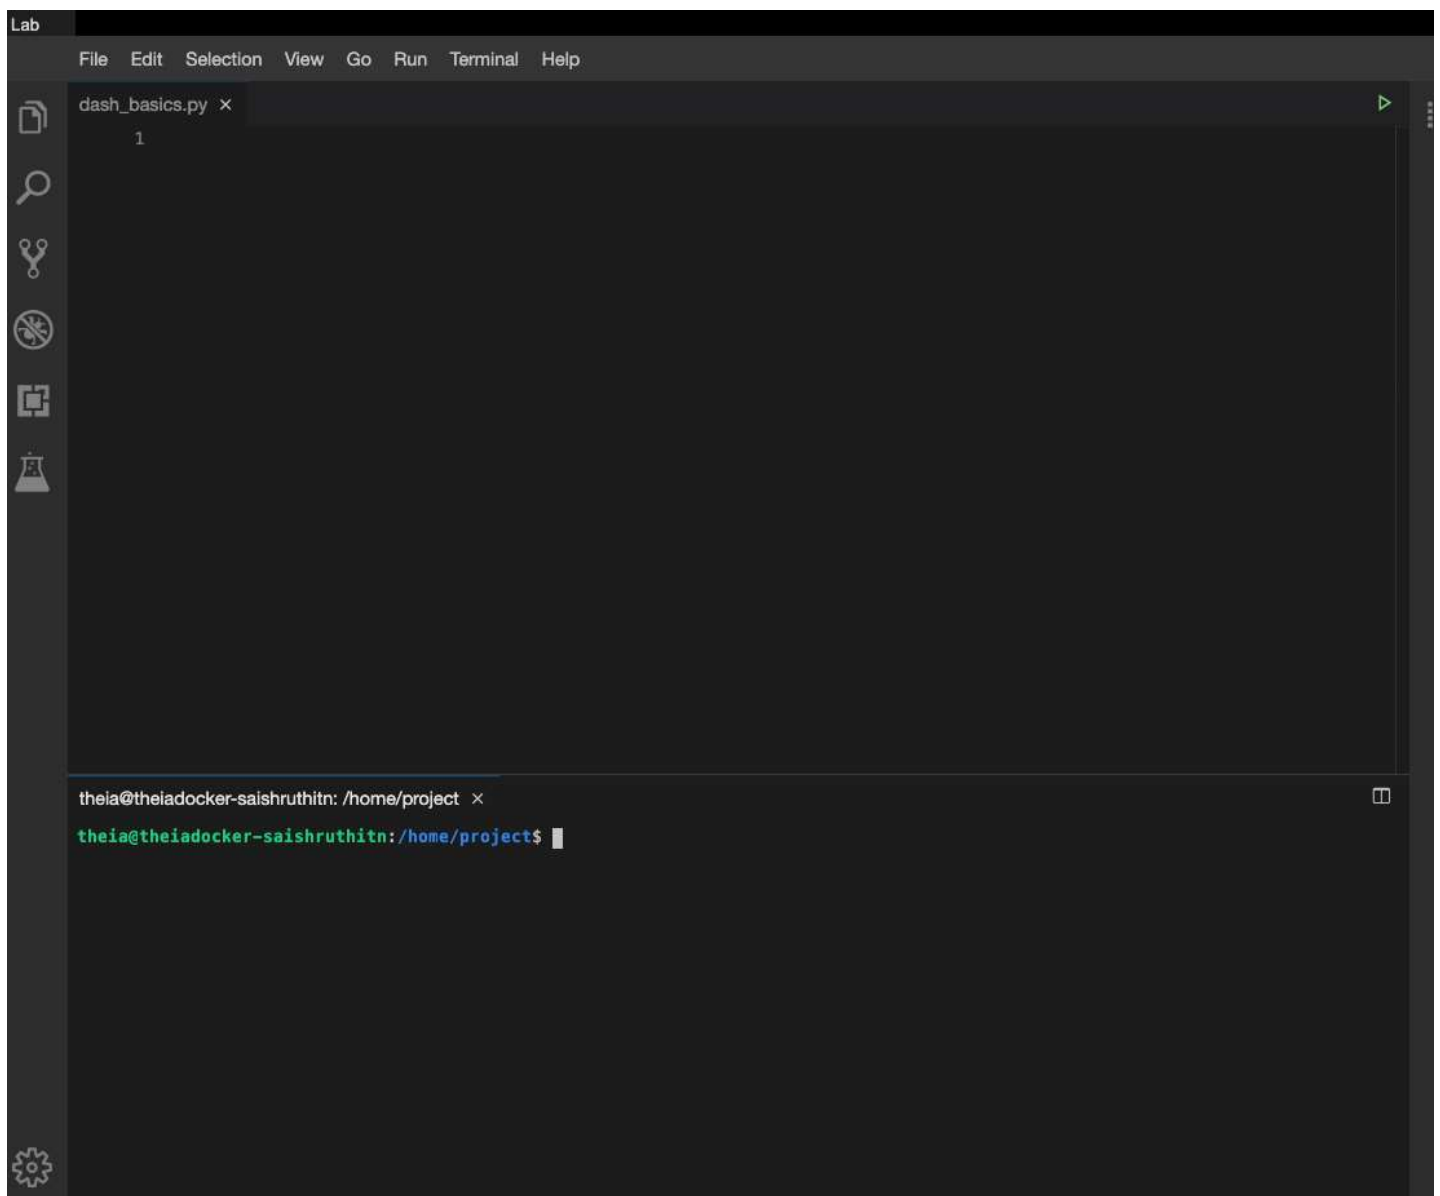 Lab
File Edit Selection View Go Run Terminal Help
dash_basics.py ×
1
theia@theiadocker-saishruthitn: /home/project ×
theia@theiadocker-saishruthitn:/home/project$